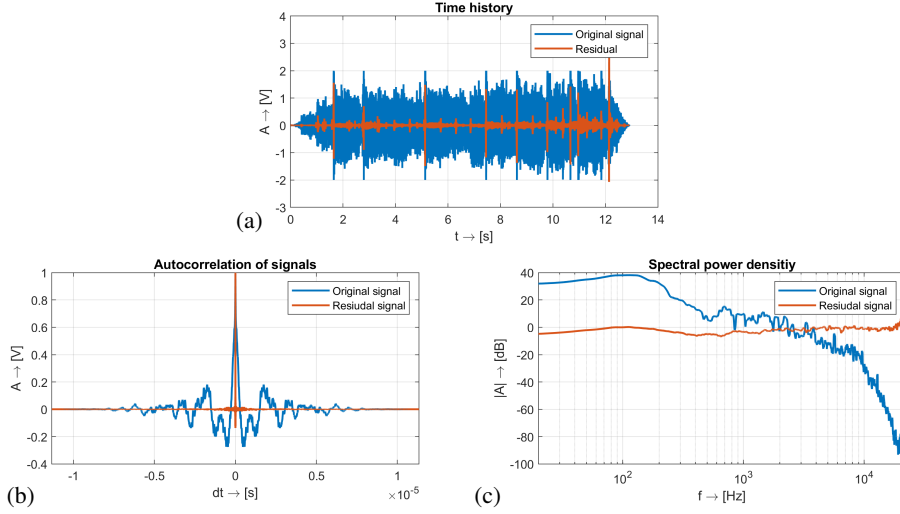 Time history
4
3
2
1
0
-1
-2
-3
A → [V]
Original signal
Residual
0 2 4 6 8 10 12 14
t → [s]
(a)
Autocorrelation of signals
1
0.8
0.6
0.4
0.2
0
-0.2
-0.4
A → [V]
Original signal
Resiudal signal
-1 -0.5 0 0.5 1
dt → [s]
×10⁻⁵
(b)
Spectral power densitiy
40
20
0
-20
-40
-60
-80
-100
|A| → [dB]
Original signal
Resiudal signal
10² 10³ 10⁴
f → [Hz]
(c)